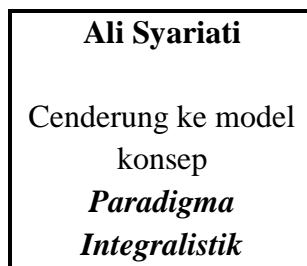 Ali Syariati
Cenderung ke model
konsep
Paradigma
Integralistik